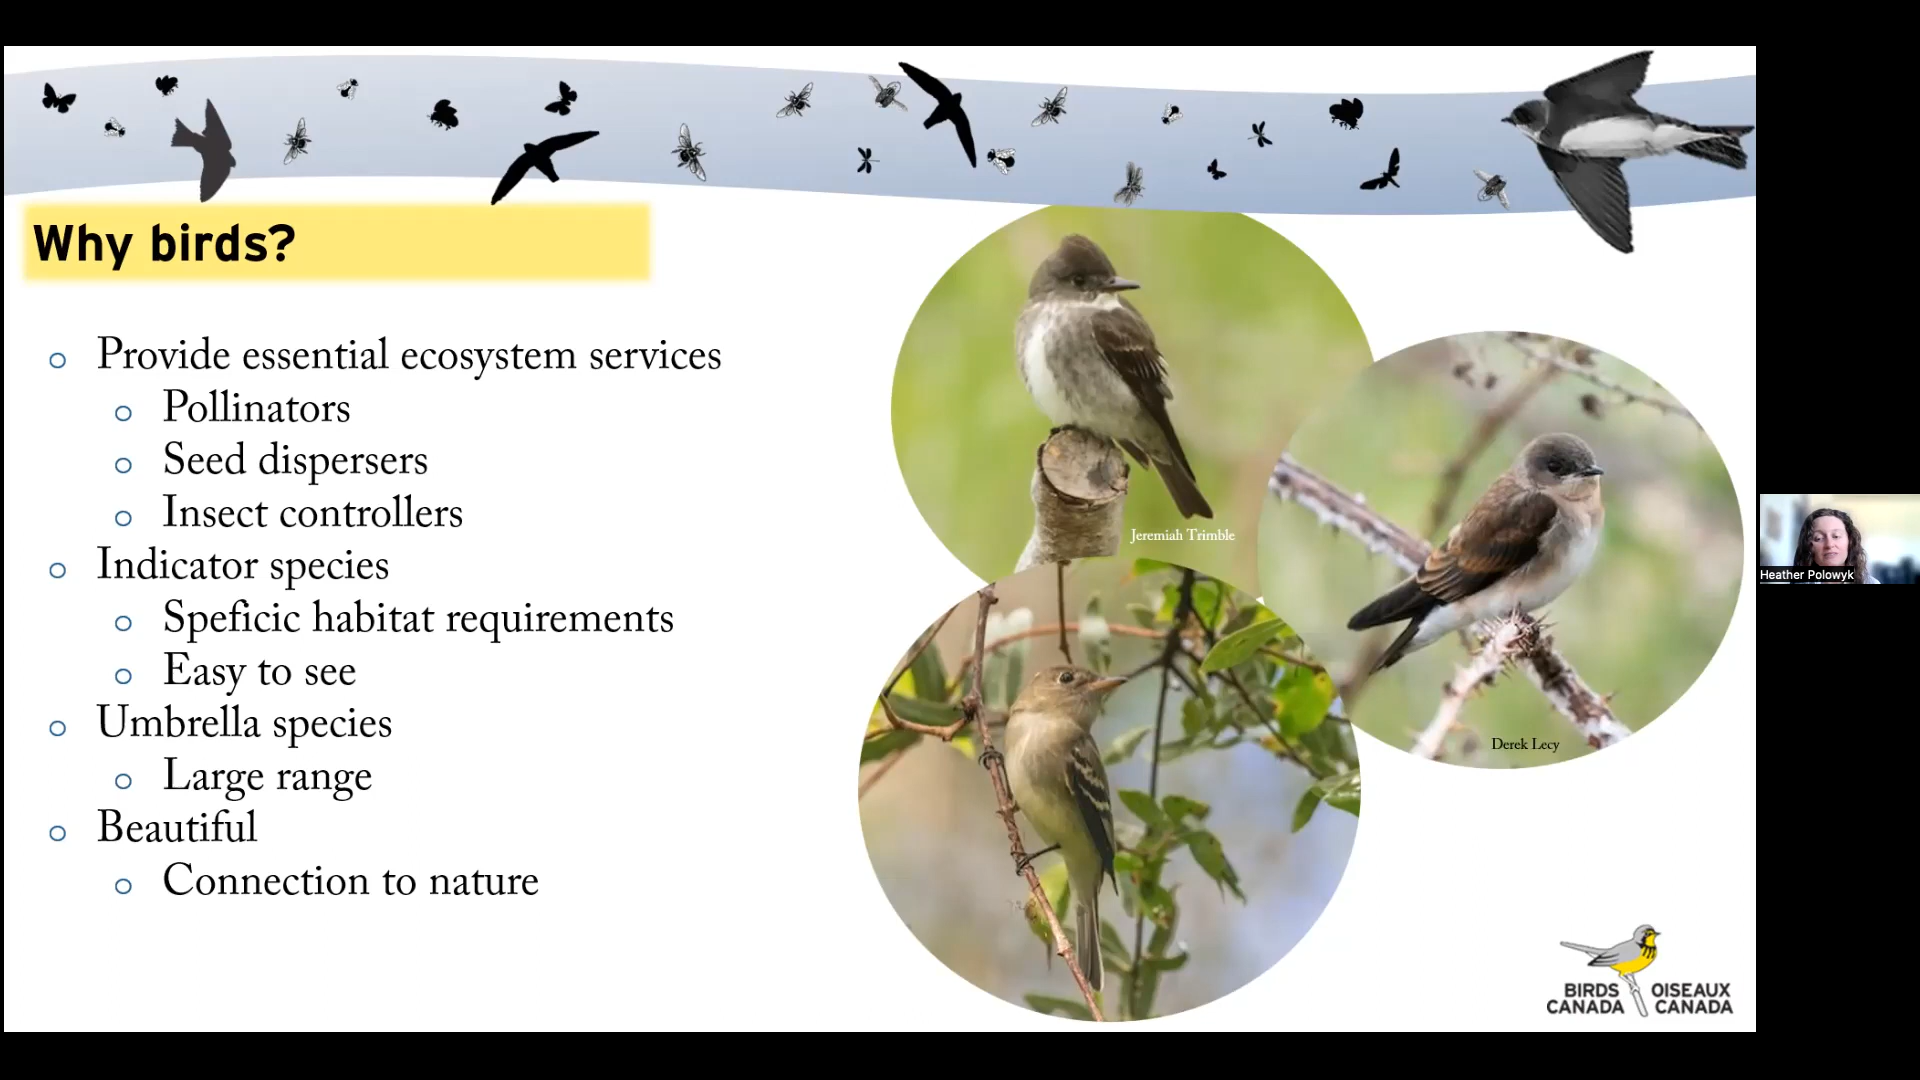 Why birds?
Provide essential ecosystem services
Pollinators
Seed dispersers
Insect controllers
Indicator species
Speficic habitat requirements
Easy to see
Umbrella species
Large range
Beautiful
Connection to nature
Jeremiah Trimble
Derek Lecy
Heather Polowyk
BIRDS CANADA
OISEAUX CANADA